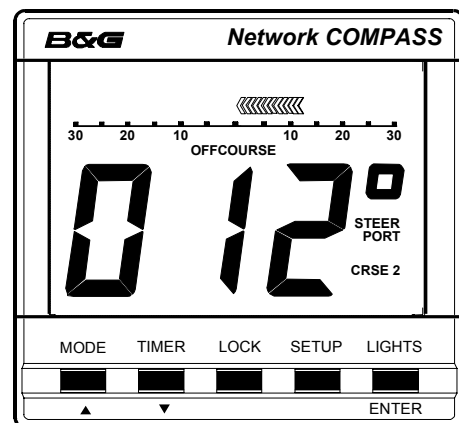 B&G Network COMPASS
30 20 10 10 20 30
OFFCOURSE
012°
STEER
PORT
CRSE 2
MODE TIMER LOCK SETUP LIGHTS
▲ ▼ ENTER